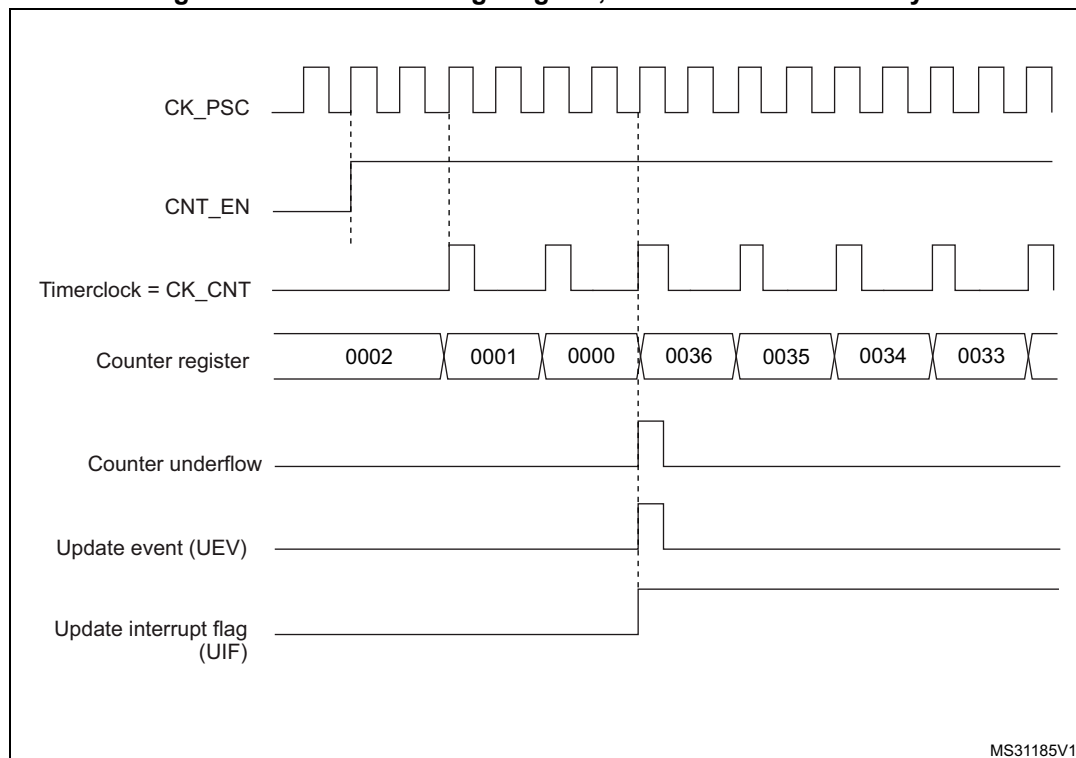 CK_PSC
CNT_EN
Timerclock = CK_CNT
Counter register
0002 0001 0000 0036 0035 0034 0033
Counter underflow
Update event (UEV)
Update interrupt flag
(UIF)
MS31185V1